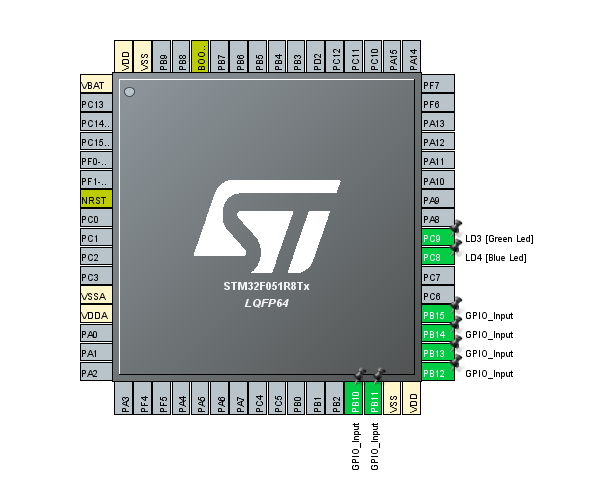 VDD
VSS
PB9
PB8
BOO..
PB7
PB6
PB5
PB4
PB3
PD2
PC12
PC11
PC10
PA15
PA14
VBAT
PC13
PC14..
PC15..
PF0-..
PF1-..
NRST
PC0
PC1
PC2
PC3
VSSA
VDDA
PA0
PA1
PA2
STM32F051R8Tx
LQFP64
PF7
PF6
PA13
PA12
PA11
PA10
PA9
PA8
PC9 LD3 [Green Led]
PC8 LD4 [Blue Led]
PC7
PC6
PB15 GPIO_Input
PB14 GPIO_Input
PB13 GPIO_Input
PB12 GPIO_Input
PA3
PF4
PF5
PA4
PA5
PA6
PA7
PC4
PC5
PB0
PB1
PB2
PB10
PB11
VSS
VDD
GPIO_Input
GPIO_Input